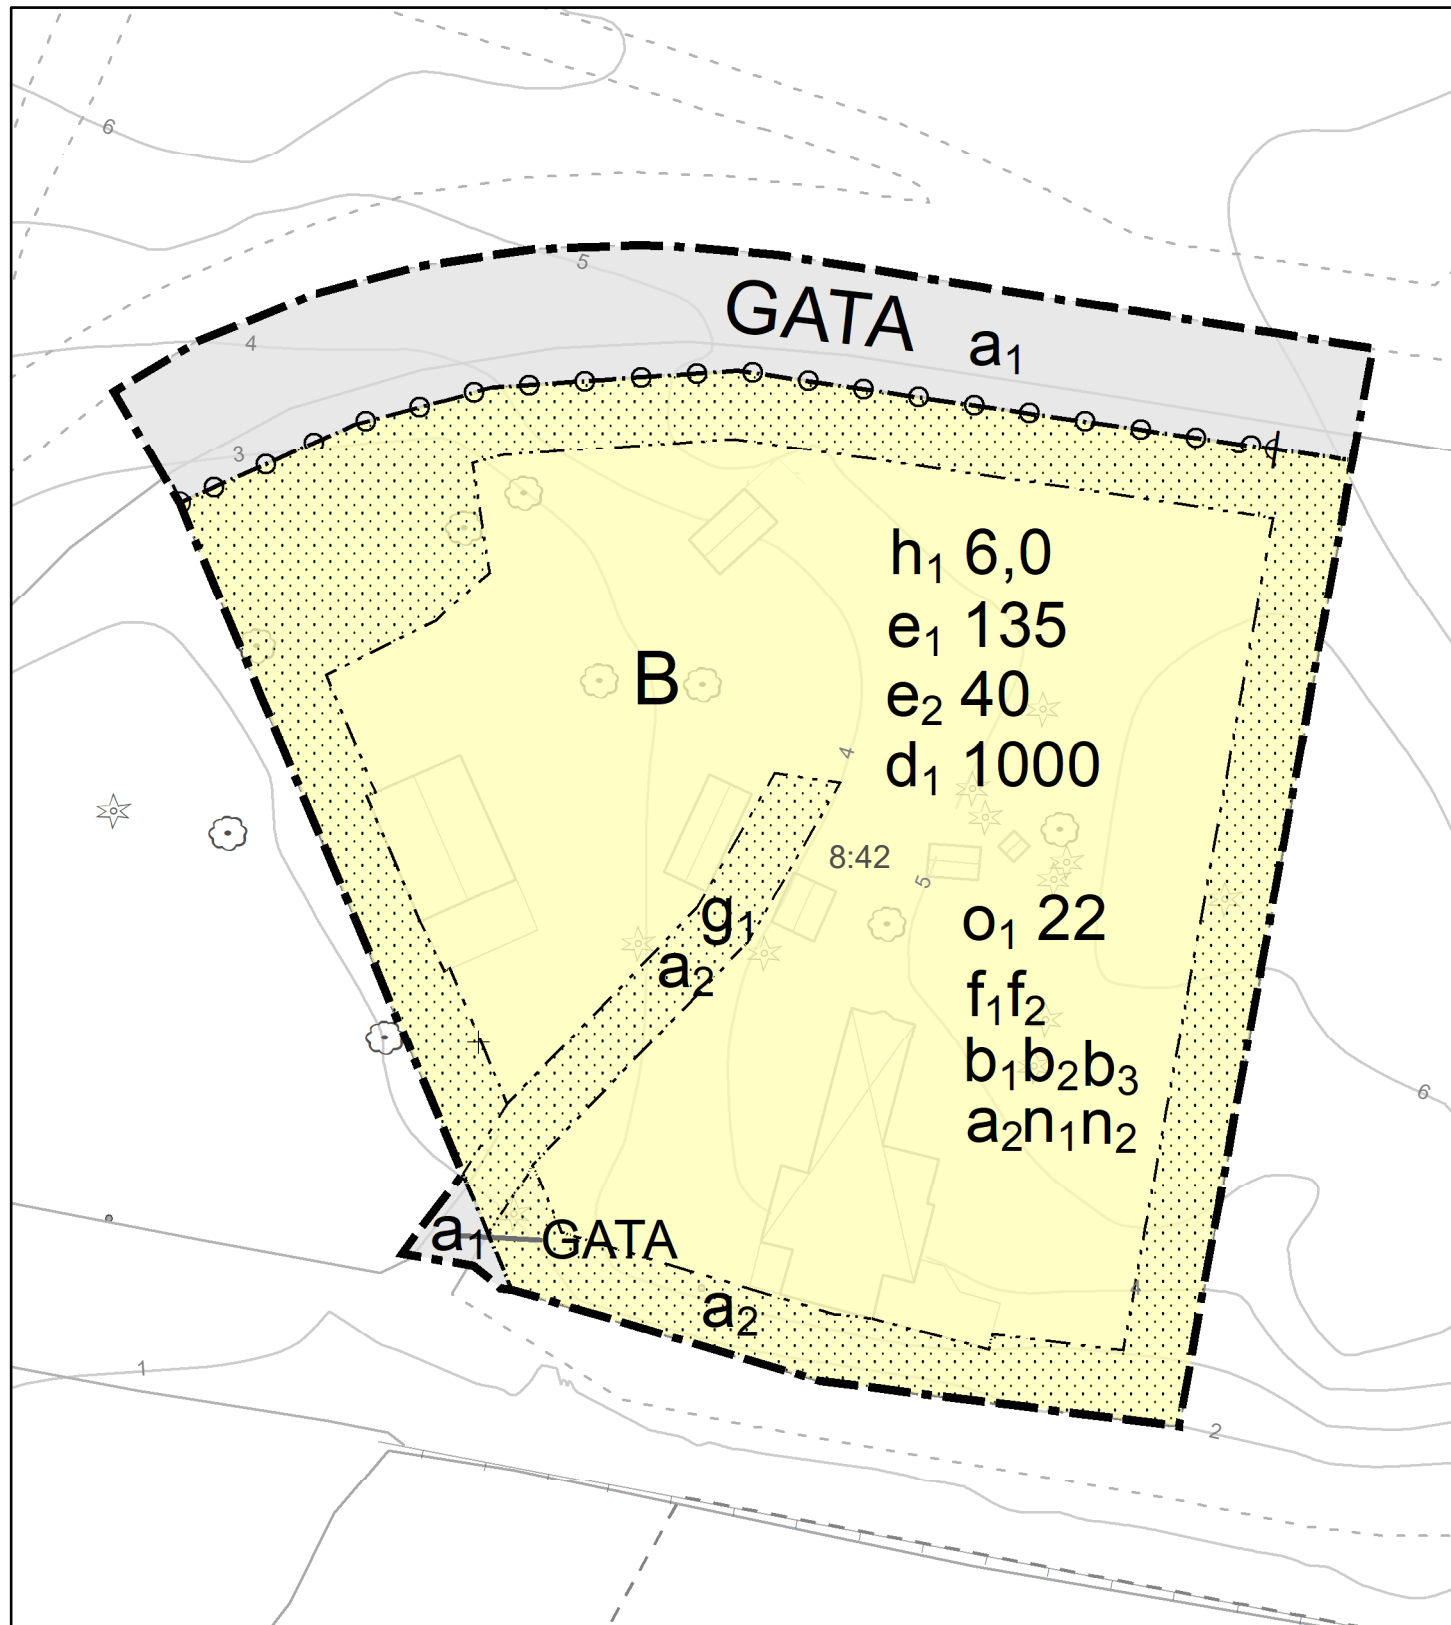 6
5
GATA a₁
4
3
h₁ 6,0
e₁ 135
B
e₂ 40
4
d₁ 1000
8:42
5
g₁
o₁ 22
a₂
f₁f₂
b₁b₂b₃
6
a₂n₁n₂
a₁ GATA
4
a₂
1
2